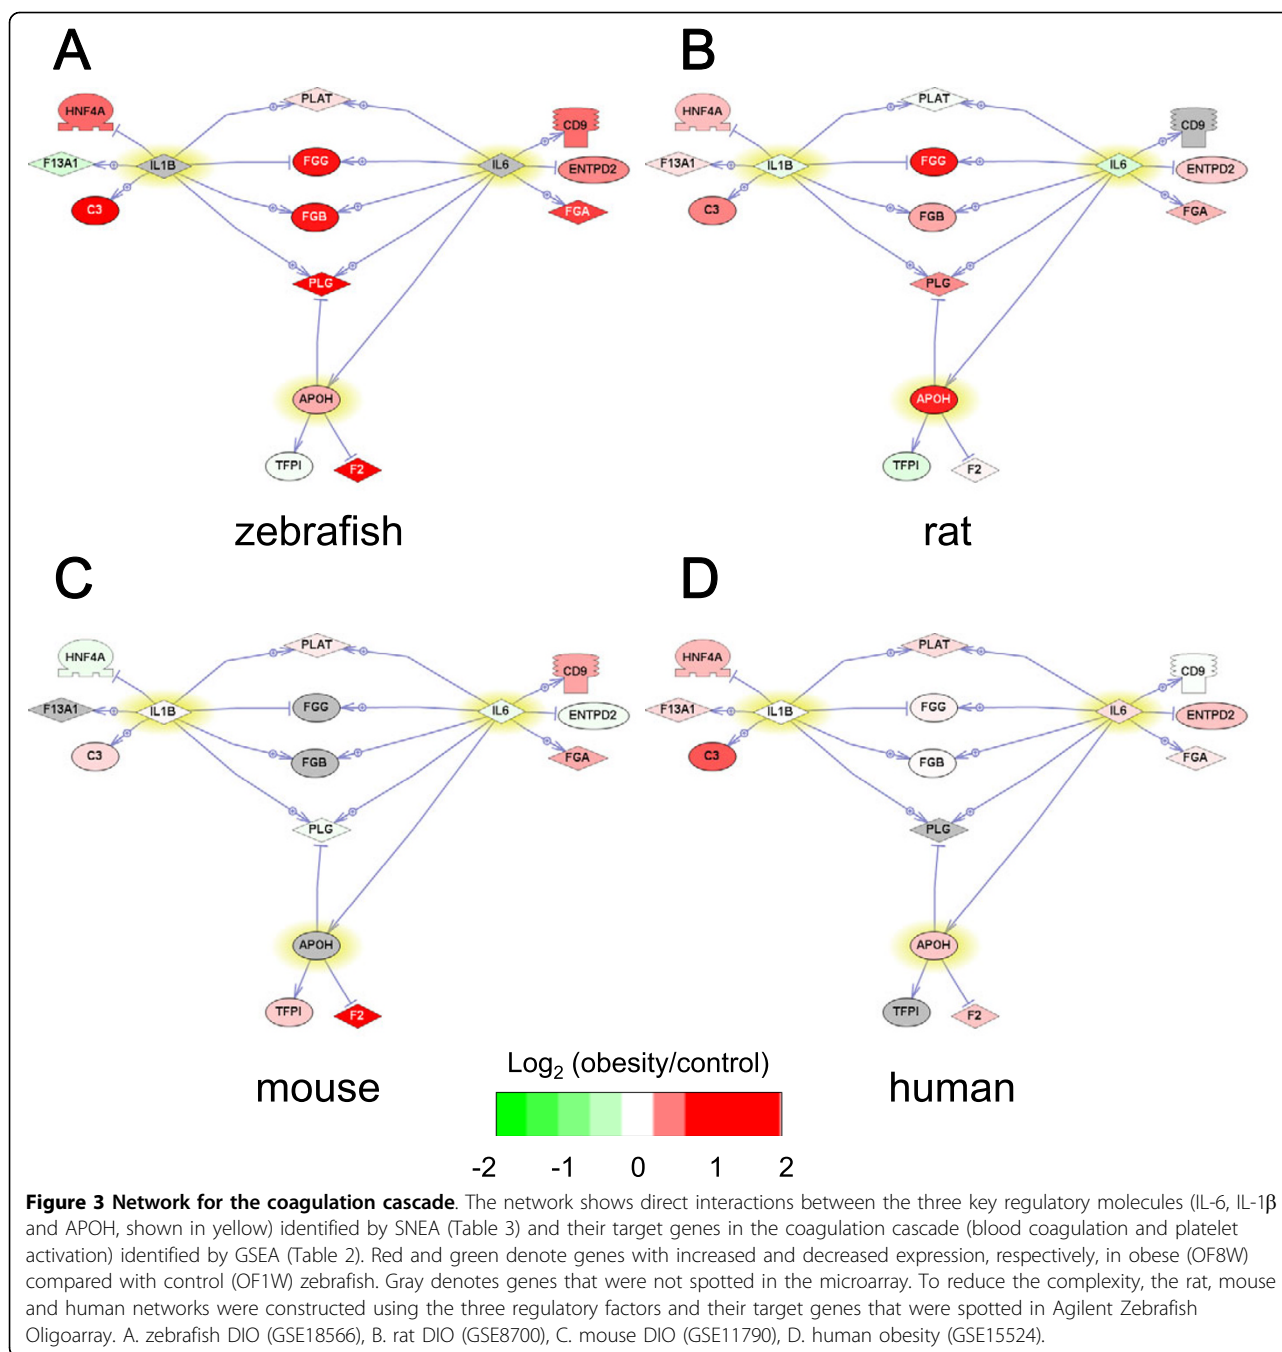 A
HNF4A
PLAT
CD9
F13A1
IL1B
FGG
IL6
ENTPD2
C3
FGB
FGA
PLG
APOH
TFPI
F2
zebrafish
B
HNF4A
PLAT
CD9
F13A1
IL1B
FGG
IL6
ENTPD2
C3
FGB
FGA
PLG
APOH
TFPI
F2
rat
C
HNF4A
PLAT
CD9
F13A1
IL1B
FGG
IL6
ENTPD2
C3
FGB
FGA
PLG
APOH
TFPI
F2
mouse
D
HNF4A
PLAT
CD9
F13A1
IL1B
FGG
IL6
ENTPD2
C3
FGB
FGA
PLG
APOH
TFPI
F2
human
Log₂ (obesity/control)
-2 -1 0 1 2
Figure 3 Network for the coagulation cascade. The network shows direct interactions between the three key regulatory molecules (IL-6, IL-1β
and APOH, shown in yellow) identified by SNEA (Table 3) and their target genes in the coagulation cascade (blood coagulation and platelet
activation) identified by GSEA (Table 2). Red and green denote genes with increased and decreased expression, respectively, in obese (OF8W)
compared with control (OF1W) zebrafish. Gray denotes genes that were not spotted in the microarray. To reduce the complexity, the rat, mouse
and human networks were constructed using the three regulatory factors and their target genes that were spotted in Agilent Zebrafish
Oligoarray. A. zebrafish DIO (GSE18566), B. rat DIO (GSE8700), C. mouse DIO (GSE11790), D. human obesity (GSE15524).